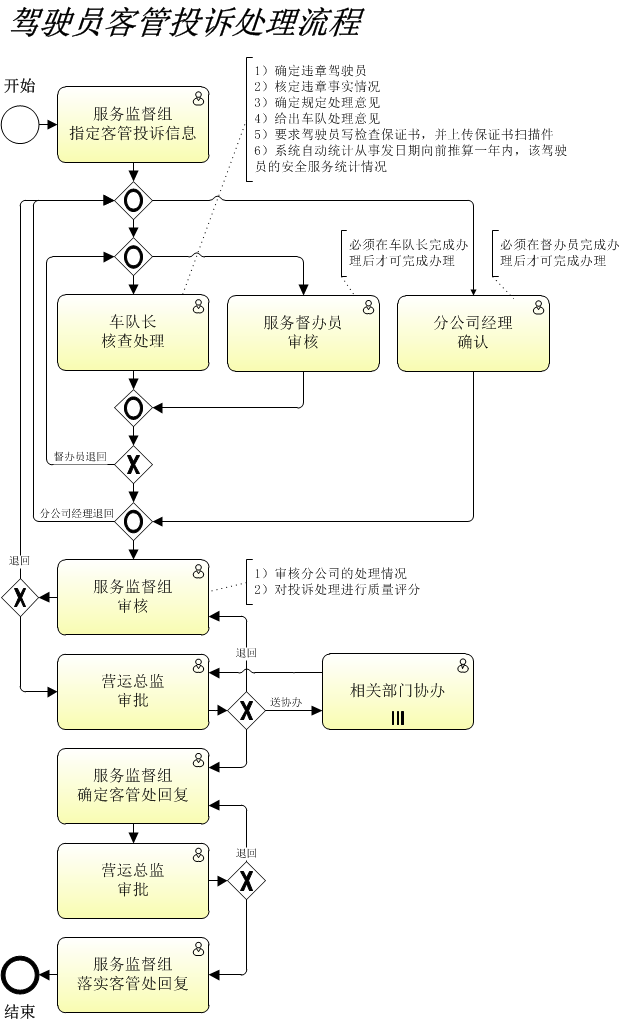 驾驶员客管投诉处理流程
开始
服务监督组
指定客管投诉信息
1）确定违章驾驶员
2）核定违章事实情况
3）确定规定处理意见
4）给出车队处理意见
5）要求驾驶员写检查保证书，并上传保证书扫描件
6）系统自动统计从事发日期向前推算一年内，该驾驶
员的安全服务统计情况
必须在车队长完成办
理后才可完成办理
必须在督办员完成办
理后才可完成办理
车队长
核查处理
服务督办员
审核
分公司经理
确认
督办员退回
分公司经理退回
退回
服务监督组
审核
1）审核分公司的处理情况
2）对投诉处理进行质量评分
退回
营运总监
审批
送协办
相关部门协办
服务监督组
确定客管处回复
退回
营运总监
审批
服务监督组
落实客管处回复
结束